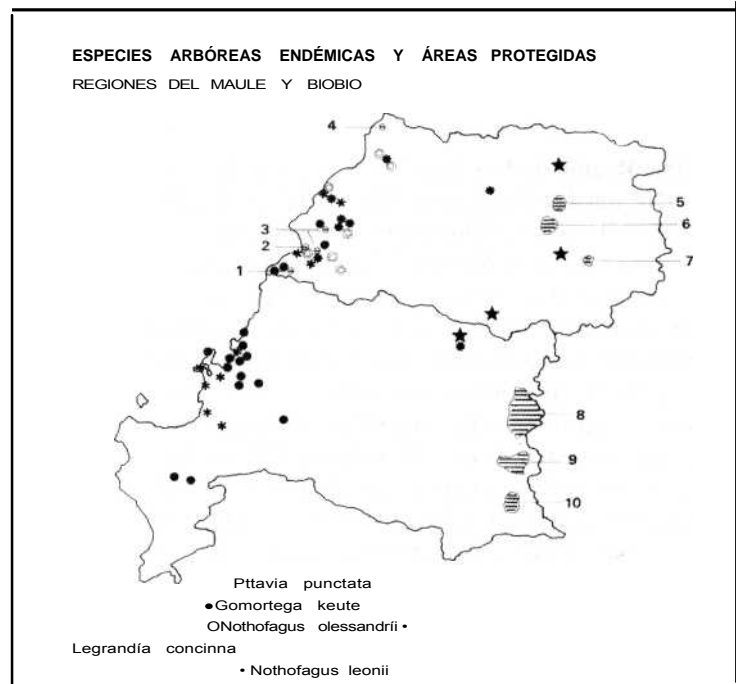 ESPECIES ARBÓREAS ENDÉMICAS Y ÁREAS PROTEGIDAS
REGIONES DEL MAULE Y BIOBIO
4
5
6
3
2
7
1
8
9
10
Pttavia punctata
•Gomortega keute
ONothofagus olessandríi •
Legrandía concinna
• Nothofagus leonii